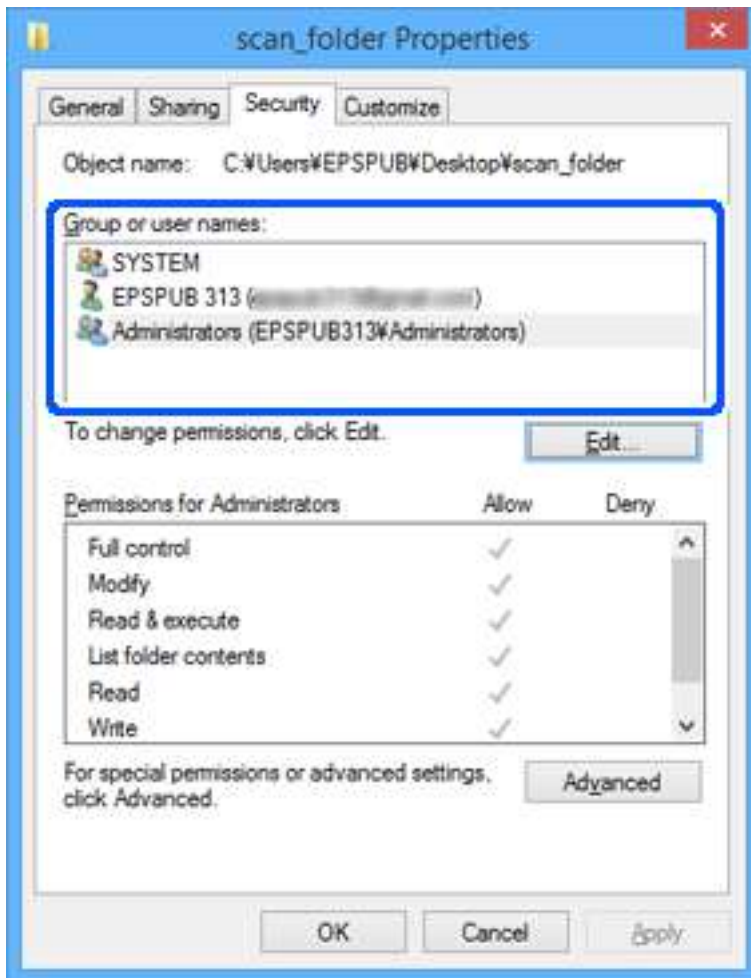 scan_folder Properties
General Sharing Security Customize
Object name: C:¥Users¥EPSPUB¥Desktop¥scan_folder
Group or user names:
SYSTEM
EPSPUB 313 ( )
Administrators (EPSPUB313¥Administrators)
To change permissions, click Edit.
Edit...
Permissions for Administrators Allow Deny
Full control
Modify
Read & execute
List folder contents
Read
Write
For special permissions or advanced settings,
click Advanced.
Advanced
OK Cancel Apply